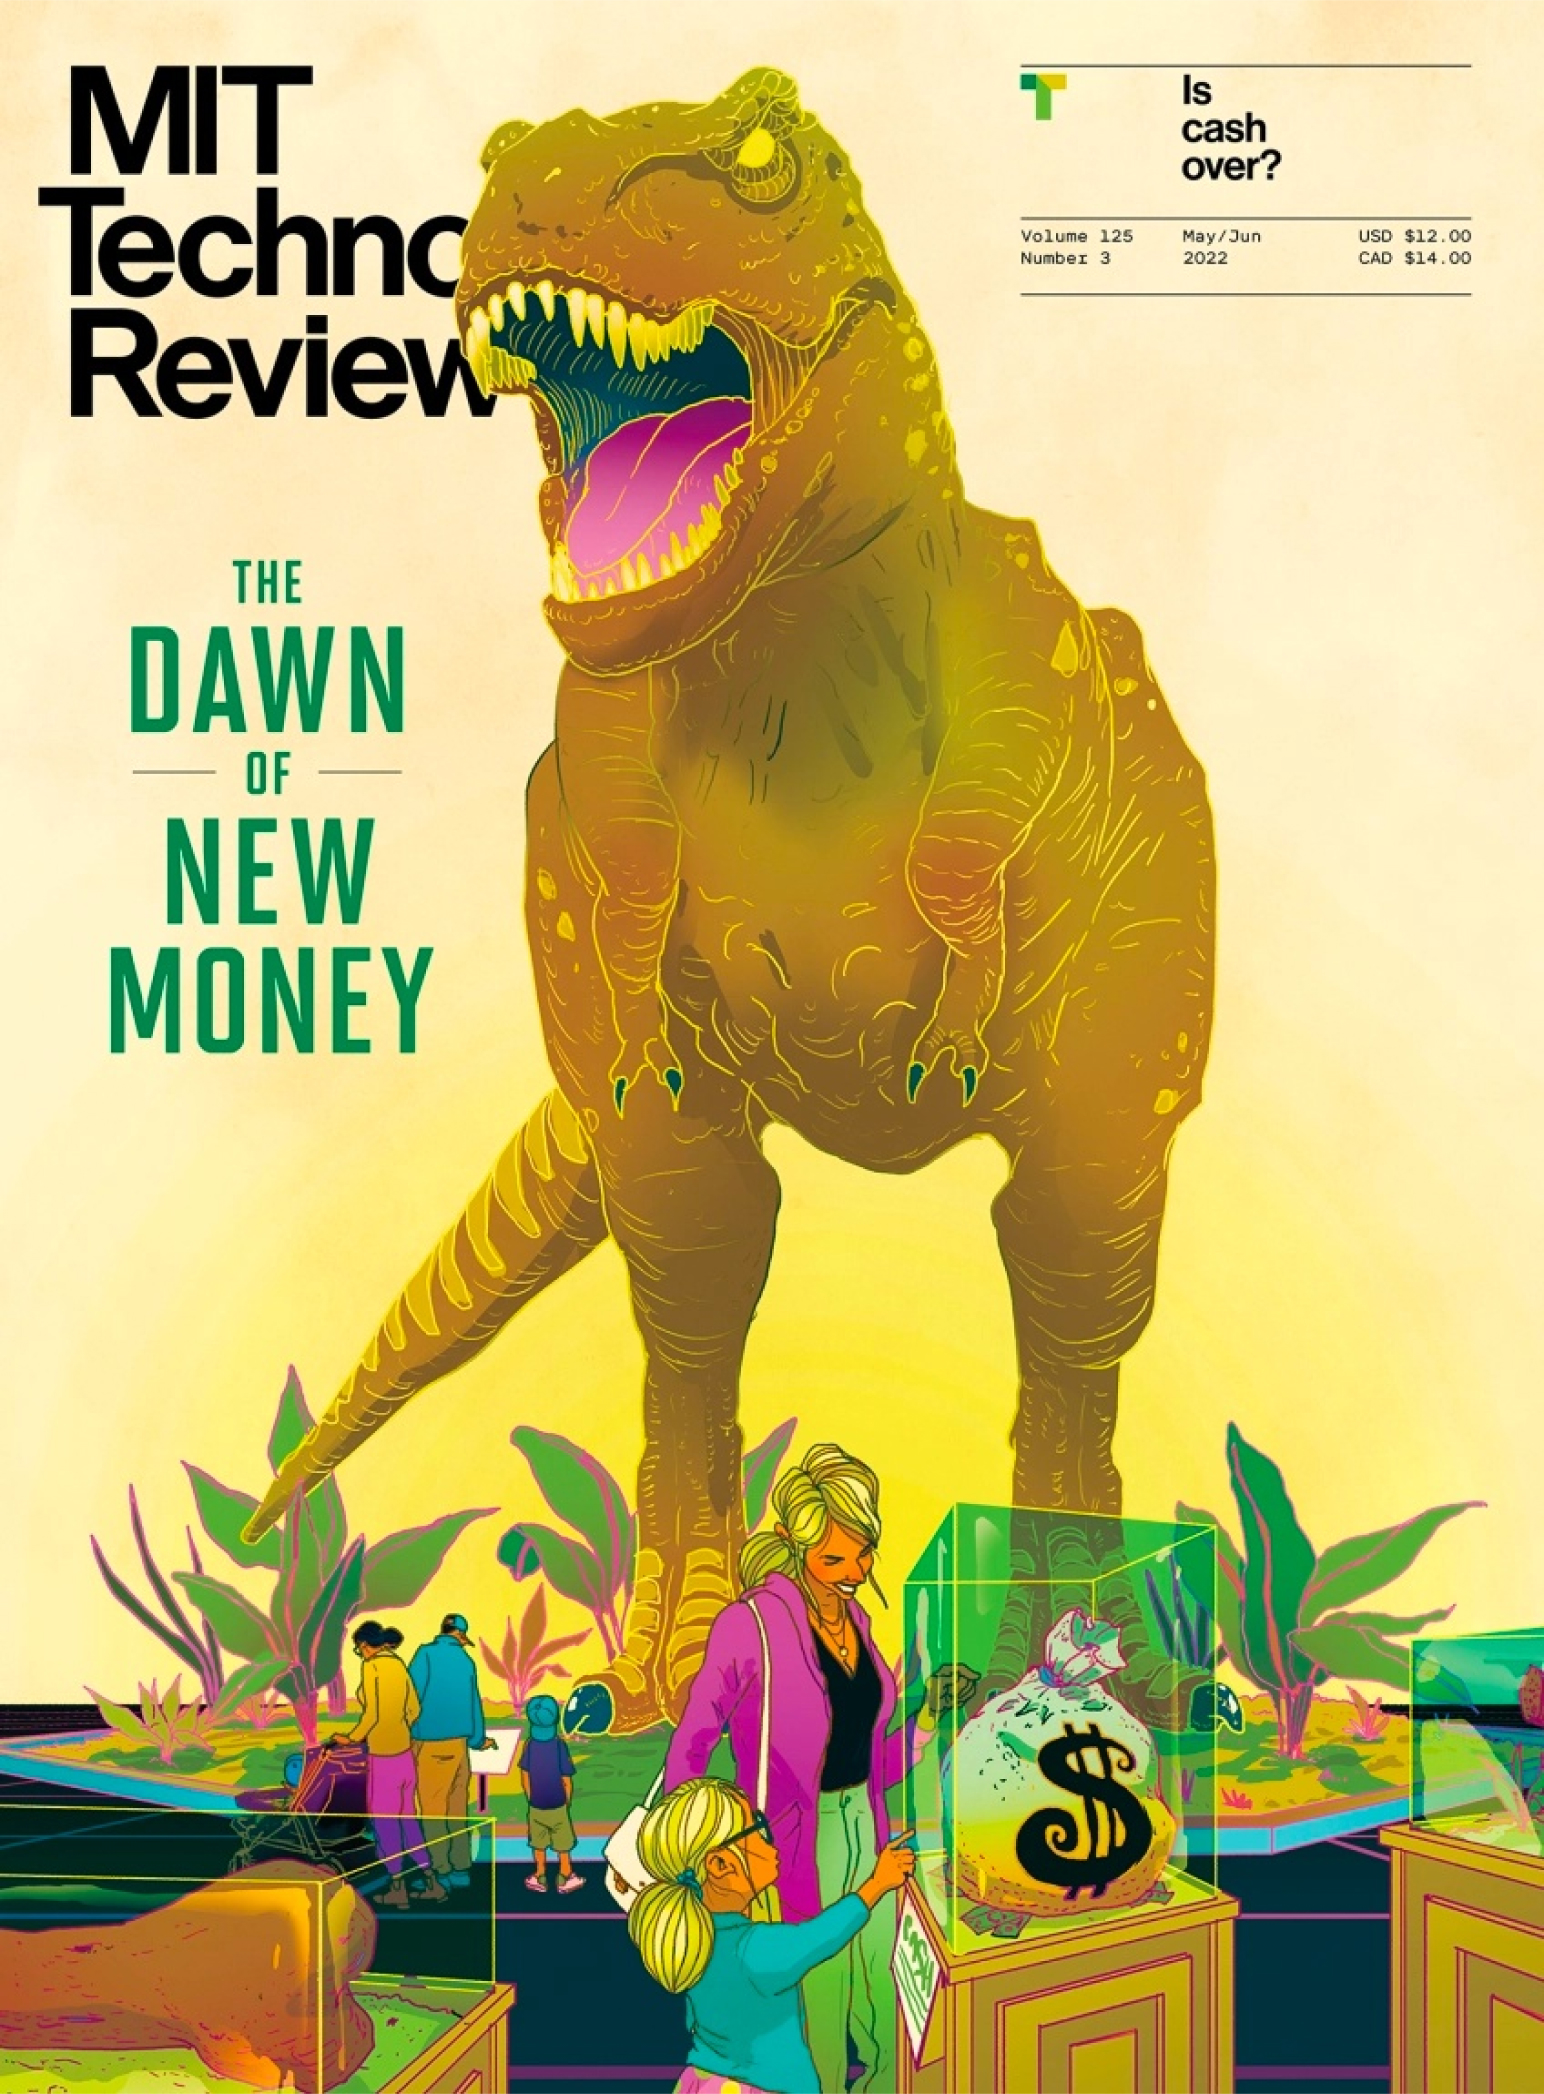 MIT
Techno
Review
Is
cash
over?
Volume 125 May/Jun USD $12.00
Number 3 2022 CAD $14.00
THE
DAWN
OF
NEW
MONEY
$
CASH